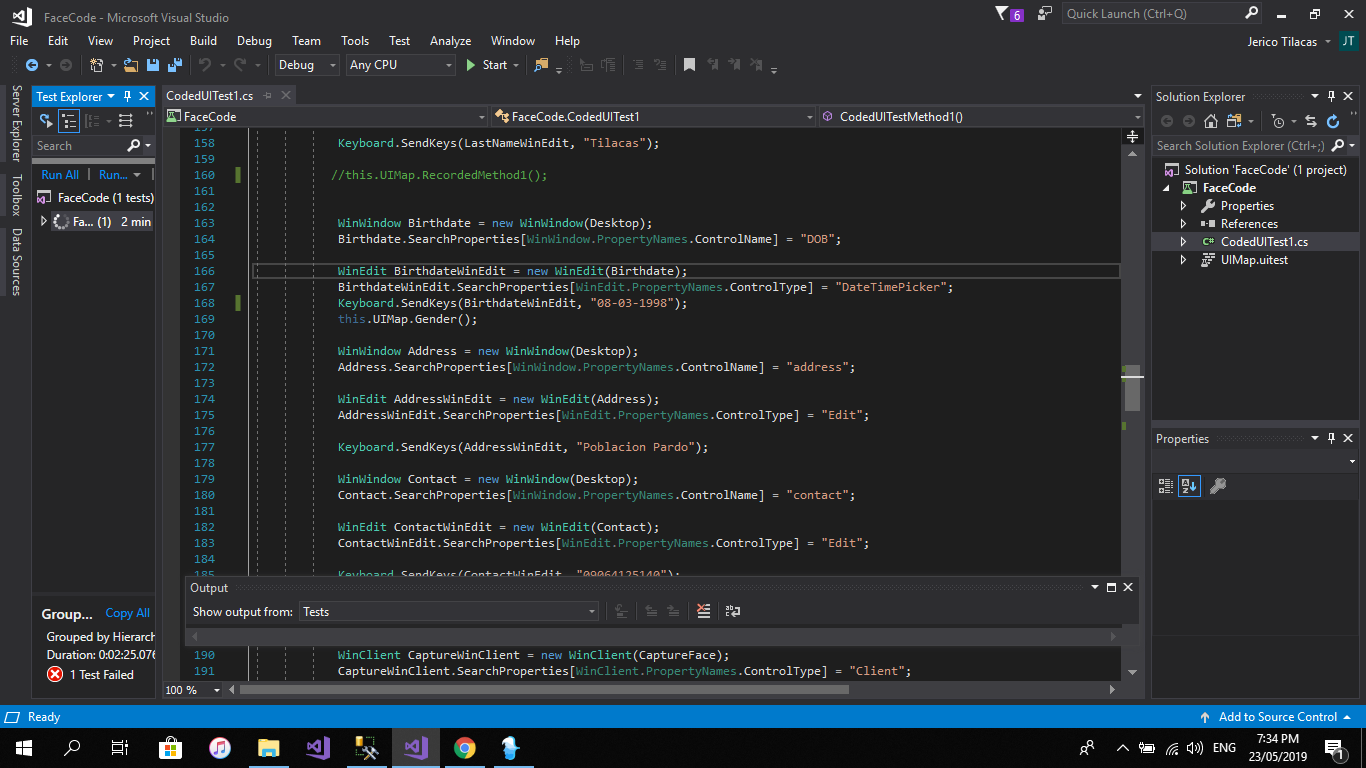 FaceCode - Microsoft Visual Studio
6
Quick Launch (Ctrl+Q)
File Edit View Project Build Debug Team Tools Test Analyze Window Help
Jerico Tilacas
JT
Debug
Any CPU
Start
Server Explorer
Toolbox
Data Sources
Test Explorer
Search
Run All
Run...
FaceCode (1 tests)
Fa... (1) 2 min
Group...
Copy All
Grouped by Hierarch
Duration: 0:02:25.076
1 Test Failed
CodedUITest1.cs
FaceCode
FaceCode.CodedUITest1
CodedUITestMethod1()
157
158 Keyboard.SendKeys(LastNameWinEdit, "Tilacas");
159
160 //this.UIMap.RecordedMethod1();
161
162
163 WinWindow Birthdate = new WinWindow(Desktop);
164 Birthdate.SearchProperties[WinWindow.PropertyNames.ControlName] = "DOB";
165
166 WinEdit BirthdateWinEdit = new WinEdit(Birthdate);
167 BirthdateWinEdit.SearchProperties[WinEdit.PropertyNames.ControlType] = "DateTimePicker";
168 Keyboard.SendKeys(BirthdateWinEdit, "08-03-1998");
169 this.UIMap.Gender();
170
171 WinWindow Address = new WinWindow(Desktop);
172 Address.SearchProperties[WinWindow.PropertyNames.ControlName] = "address";
173
174 WinEdit AddressWinEdit = new WinEdit(Address);
175 AddressWinEdit.SearchProperties[WinEdit.PropertyNames.ControlType] = "Edit";
176
177 Keyboard.SendKeys(AddressWinEdit, "Poblacion Pardo");
178
179 WinWindow Contact = new WinWindow(Desktop);
180 Contact.SearchProperties[WinWindow.PropertyNames.ControlName] = "contact";
181
182 WinEdit ContactWinEdit = new WinEdit(Contact);
183 ContactWinEdit.SearchProperties[WinEdit.PropertyNames.ControlType] = "Edit";
184
185 Keyboard.SendKeys(ContactWinEdit, "09064125140");
Output
Show output from: Tests
190 WinClient CaptureWinClient = new WinClient(CaptureFace);
191 CaptureWinClient.SearchProperties[WinClient.PropertyNames.ControlType] = "Client";
100 %
Solution Explorer
Search Solution Explorer (Ctrl+;)
Solution 'FaceCode' (1 project)
FaceCode
Properties
References
C# CodedUITest1.cs
UIMap.uitest
Properties
Ready
Add to Source Control
ENG
7:34 PM
23/05/2019
1